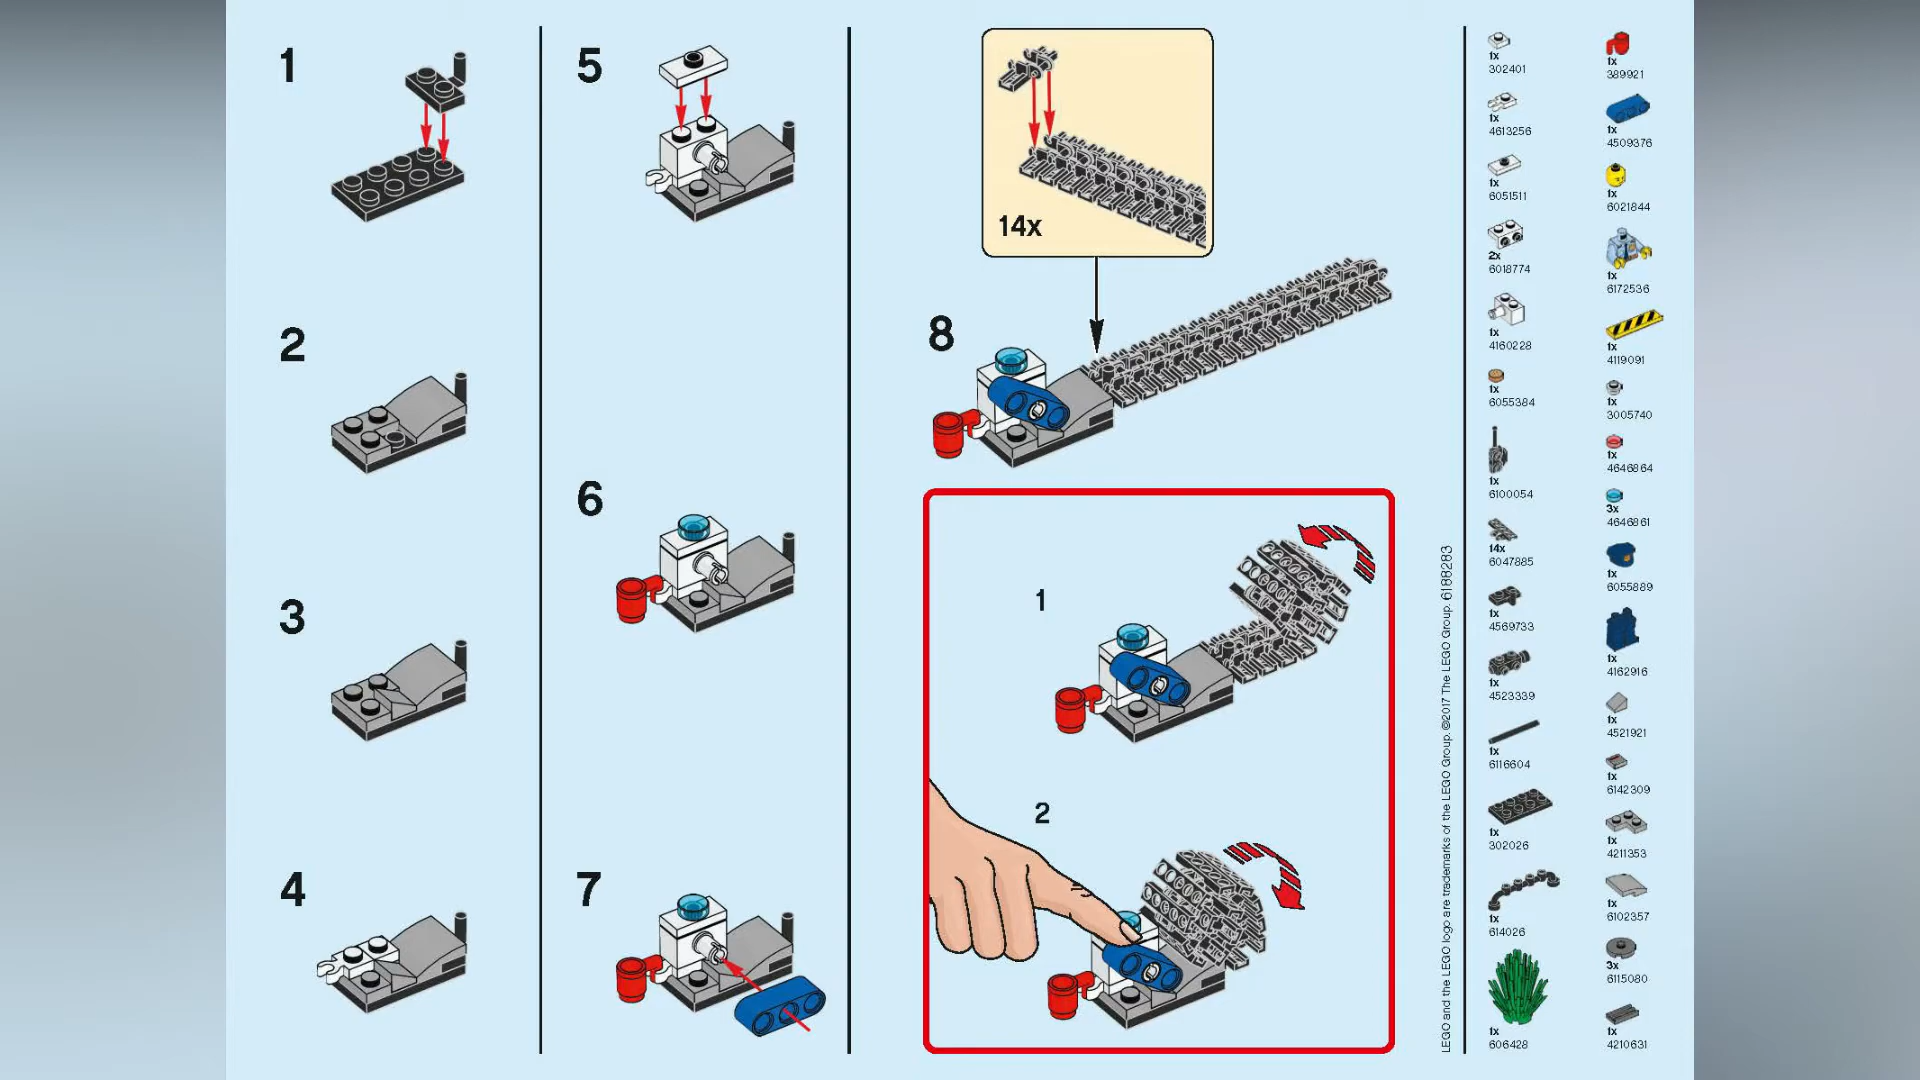 1
2
3
4
5
6
7
14x
8
1
2
LEGO and the LEGO logo are trademarks of the LEGO Group. ©2017 The LEGO Group. 6188283
1x
302401
1x
4613256
1x
6051511
2x
6018774
1x
4160228
1x
6055384
1x
6100054
14x
6047885
1x
4569733
1x
4523339
1x
6116604
1x
302026
1x
614026
1x
606428
1x
389921
1x
4509376
1x
6021844
1x
6172536
1x
4119091
1x
3005740
1x
4646864
3x
4646861
1x
6055889
1x
4162916
1x
4521921
1x
6142309
1x
4211353
1x
6102357
3x
6115080
1x
4210631